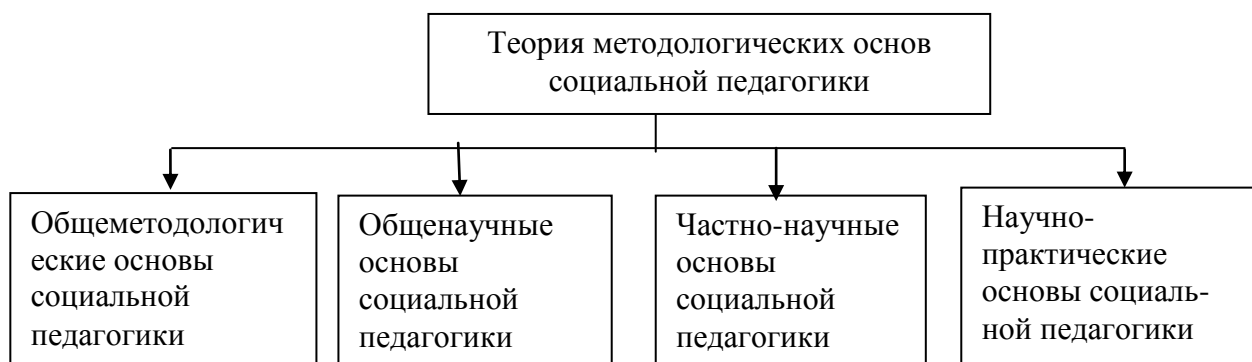 Теория методологических основ
социальной педагогики
Общеметодологич
еские основы
социальной
педагогики
Общенаучные
основы
социальной
педагогики
Частно-научные
основы
социальной
педагогики
Научно-
практические
основы социаль-
ной педагогики